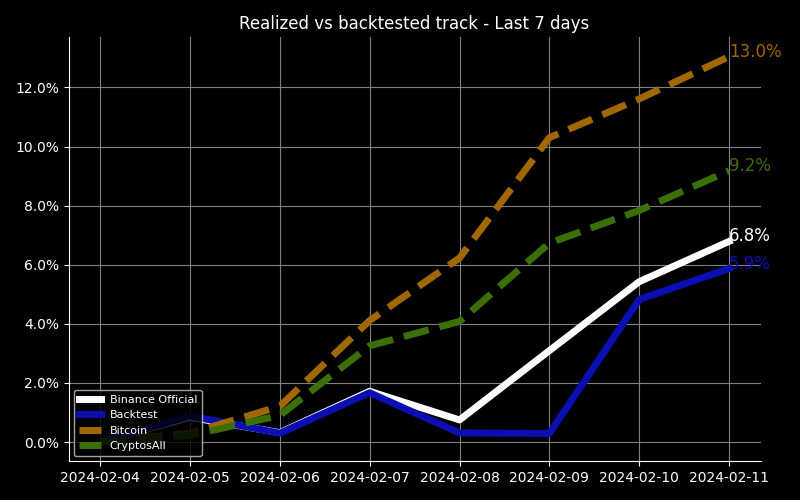 Realized vs backtested track - Last 7 days
13.0%
12.0%
10.0%
9.2%
8.0%
6.8%
6.0%
5.9%
4.0%
2.0%
0.0%
Binance Official
Backtest
Bitcoin
CryptosAll
2024-02-04 2024-02-05 2024-02-06 2024-02-07 2024-02-08 2024-02-09 2024-02-10 2024-02-11